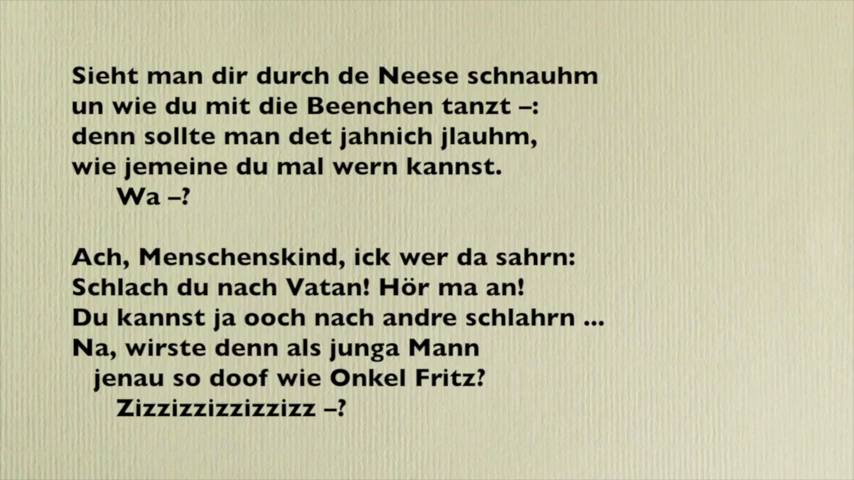 Sieht man dir durch de Neese schnauhm
un wie du mit die Beenchen tanzt –:
denn sollte man det jahnich jlauhm,
wie jemeine du mal wern kannst.
Wa –?
Ach, Menschenskind, ick wer da sahrn:
Schlach du nach Vatan! Hör ma an!
Du kannst ja ooch nach andre schlahrn ...
Na, wirste denn als junga Mann
jenau so doof wie Onkel Fritz?
Zizzizzizzizzizz –?